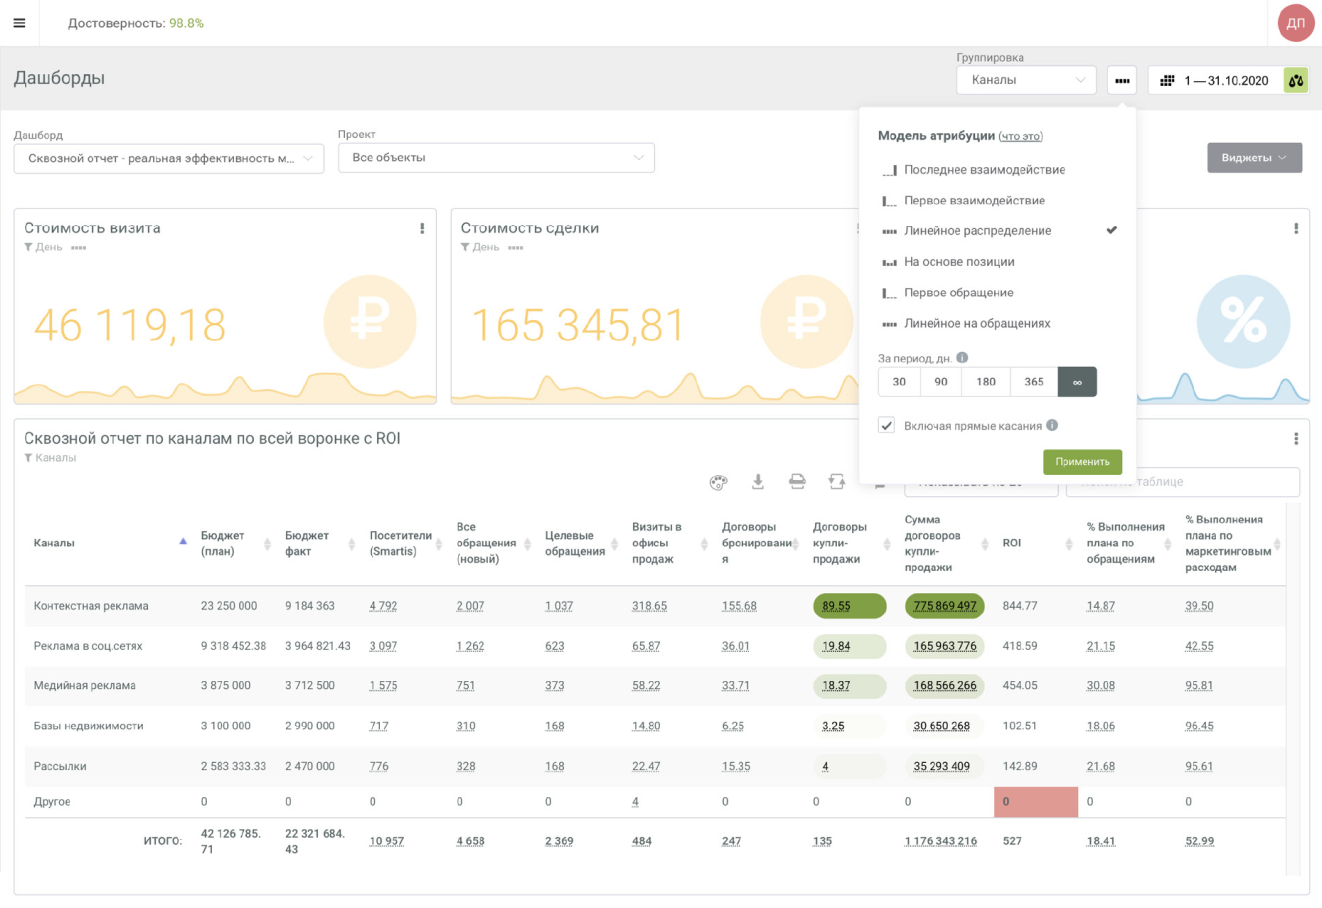 Достоверность: 98.8%
ДП
Дашборды
Группировка
Каналы
1 — 31.10.2020
Дашборд
Сквозной отчет - реальная эффективность м...
Проект
Все объекты
Виджеты
Модель атрибуции (что это)
Последнее взаимодействие
Первое взаимодействие
Линейное распределение
На основе позиции
Первое обращение
Линейное на обращениях
За период, дн.
30 90 180 365 ∞
Включая прямые касания
Применить
Стоимость визита
День
46 119,18
₽
Стоимость сделки
День
165 345,81
₽
%
Сквозной отчет по каналам по всей воронке с ROI
Каналы
таблице
Каналы
Бюджет
(план)
Бюджет
факт
Посетители
(Smartis)
Все
обращения
(новый)
Целевые
обращения
Визиты в
офисы
продаж
Договоры
бронировани
я
Договоры
купли-
продажи
Сумма
договоров
купли-
продажи
ROI
% Выполнения
плана по
обращениям
% Выполнения
плана по
маркетинговым
расходам
Контекстная реклама 23 250 000 9 184 363 4 792 2 007 1 037 318.65 155.68 89.55 775 869 497 844.77 14.87 39.50
Реклама в соц.сетях 9 318 452.38 3 964 821.43 3 097 1 262 623 65.87 36.01 19.84 165 963 776 418.59 21.15 42.55
Медийная реклама 3 875 000 3 712 500 1 575 751 373 58.22 33.71 18.37 168 566 266 454.05 30.08 95.81
Базы недвижимости 3 100 000 2 990 000 717 310 168 14.80 6.25 3.25 30 650 268 102.51 18.06 96.45
Рассылки 2 583 333.33 2 470 000 776 328 168 22.47 15.35 4 35 293 409 142.89 21.68 95.61
Другое 0 0 0 0 0 4 0 0 0 0 0 0
ИТОГО: 42 126 785.71 22 321 684.43 10 957 4 658 2 369 484 247 135 1 176 343 216 527 18.41 52.99